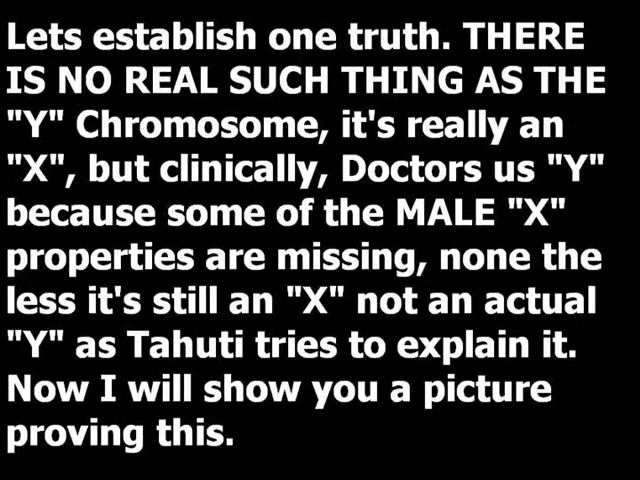 Lets establish one truth. THERE
IS NO REAL SUCH THING AS THE
"Y" Chromosome, it's really an
"X", but clinically, Doctors us "Y"
because some of the MALE "X"
properties are missing, none the
less it's still an "X" not an actual
"Y" as Tahuti tries to explain it.
Now I will show you a picture
proving this.